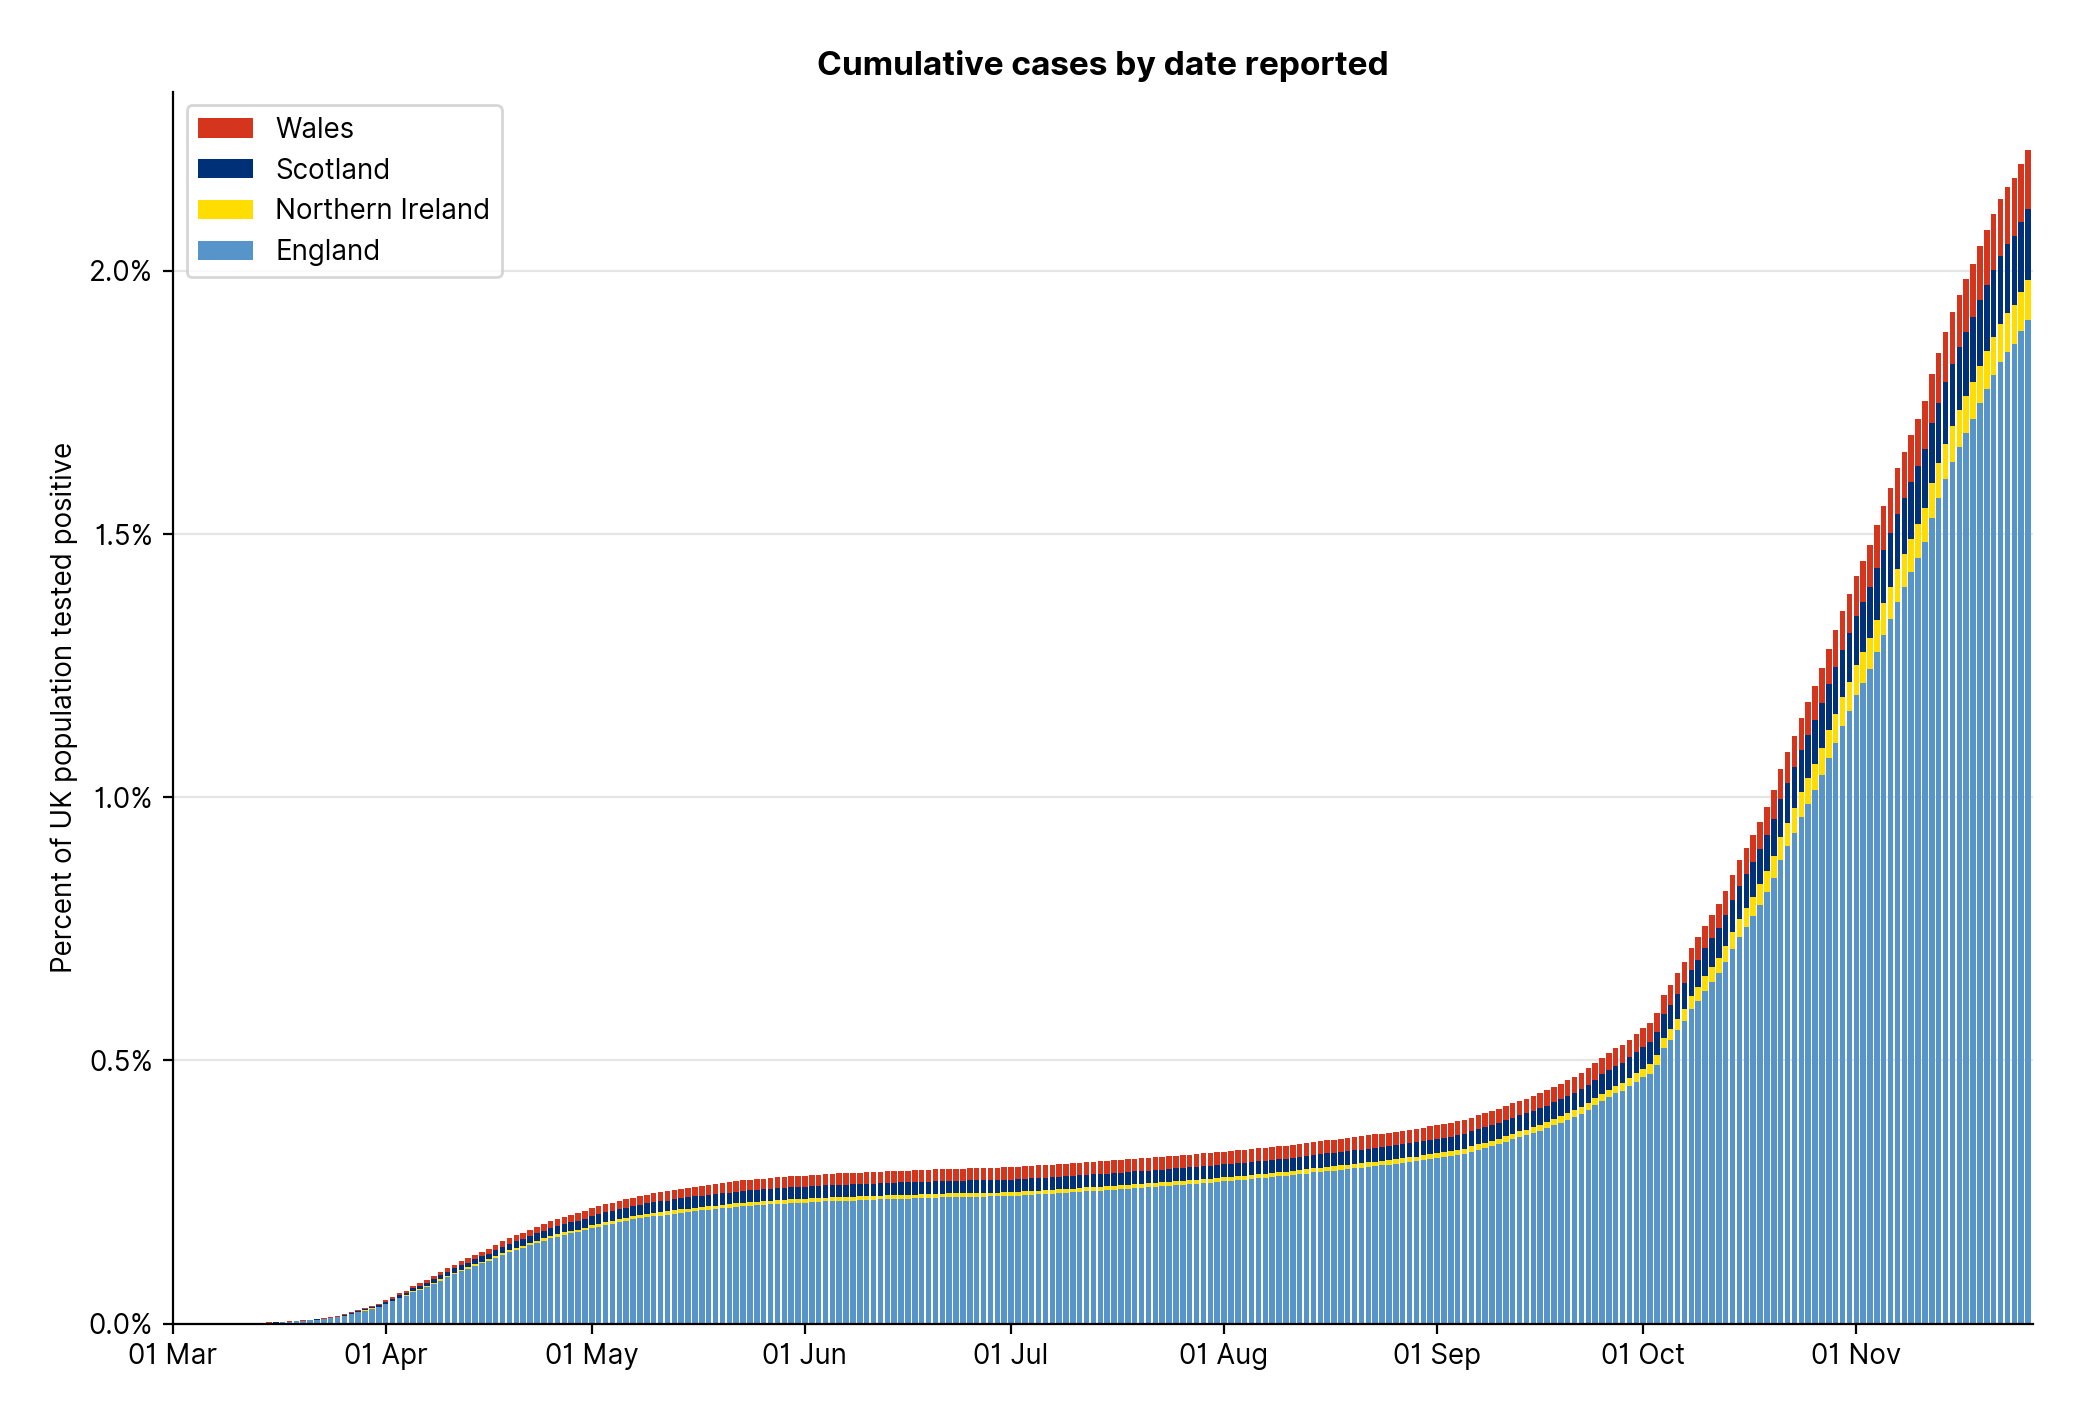 Cumulative cases by date reported
Wales
Scotland
Northern Ireland
England
Percent of UK population tested positive
2.0%
1.5%
1.0%
0.5%
0.0%
01 Mar 01 Apr 01 May 01 Jun 01 Jul 01 Aug 01 Sep 01 Oct 01 Nov